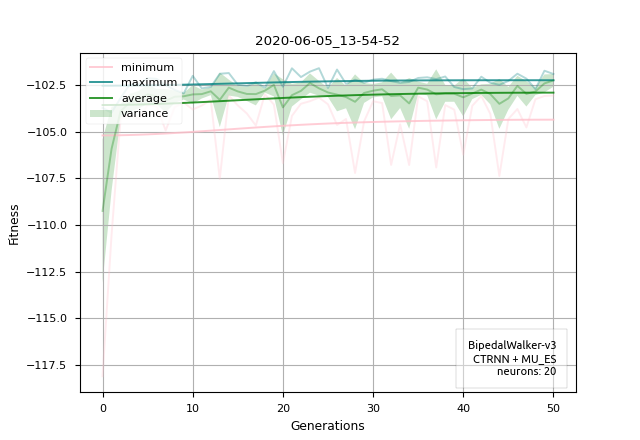 2020-06-05_13-54-52
minimum
maximum
average
variance
−102.5
−105.0
−107.5
−110.0
−112.5
−115.0
−117.5
Fitness
BipedalWalker-v3
CTRNN + MU_ES
neurons: 20
0 10 20 30 40 50
Generations